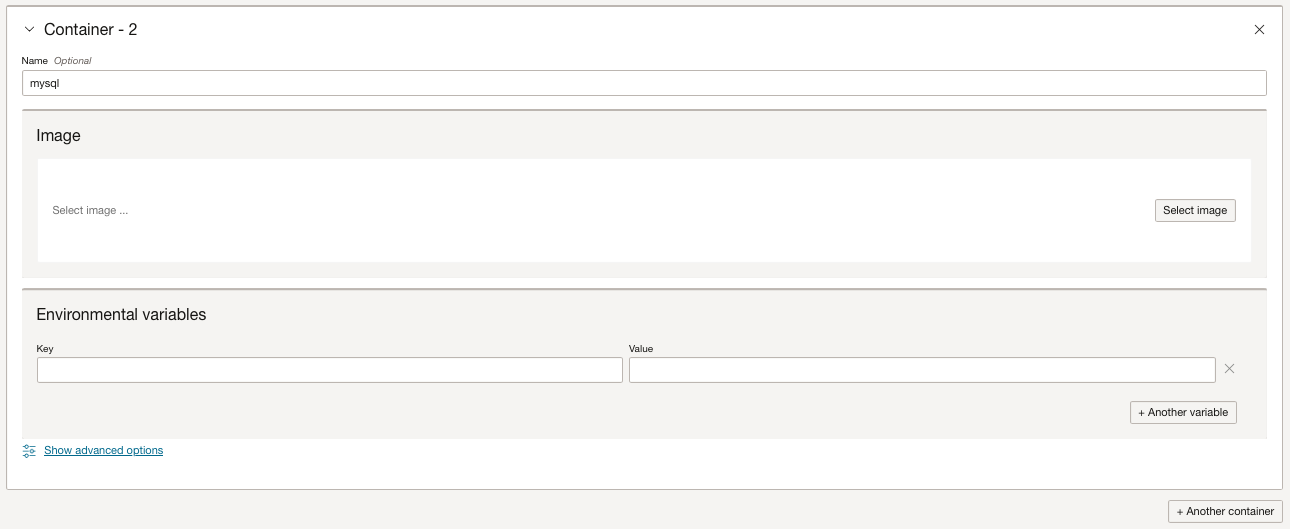 Container - 2
Name Optional
mysql
Image
Select image ...
Select image
Environmental variables
Key
Value
+ Another variable
Show advanced options
+ Another container